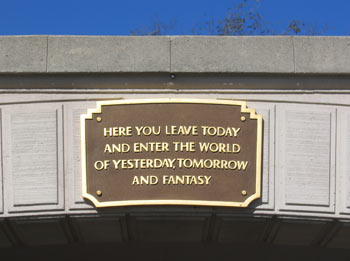 HERE YOU LEAVE TODAY
AND ENTER THE WORLD
OF YESTERDAY, TOMORROW
AND FANTASY